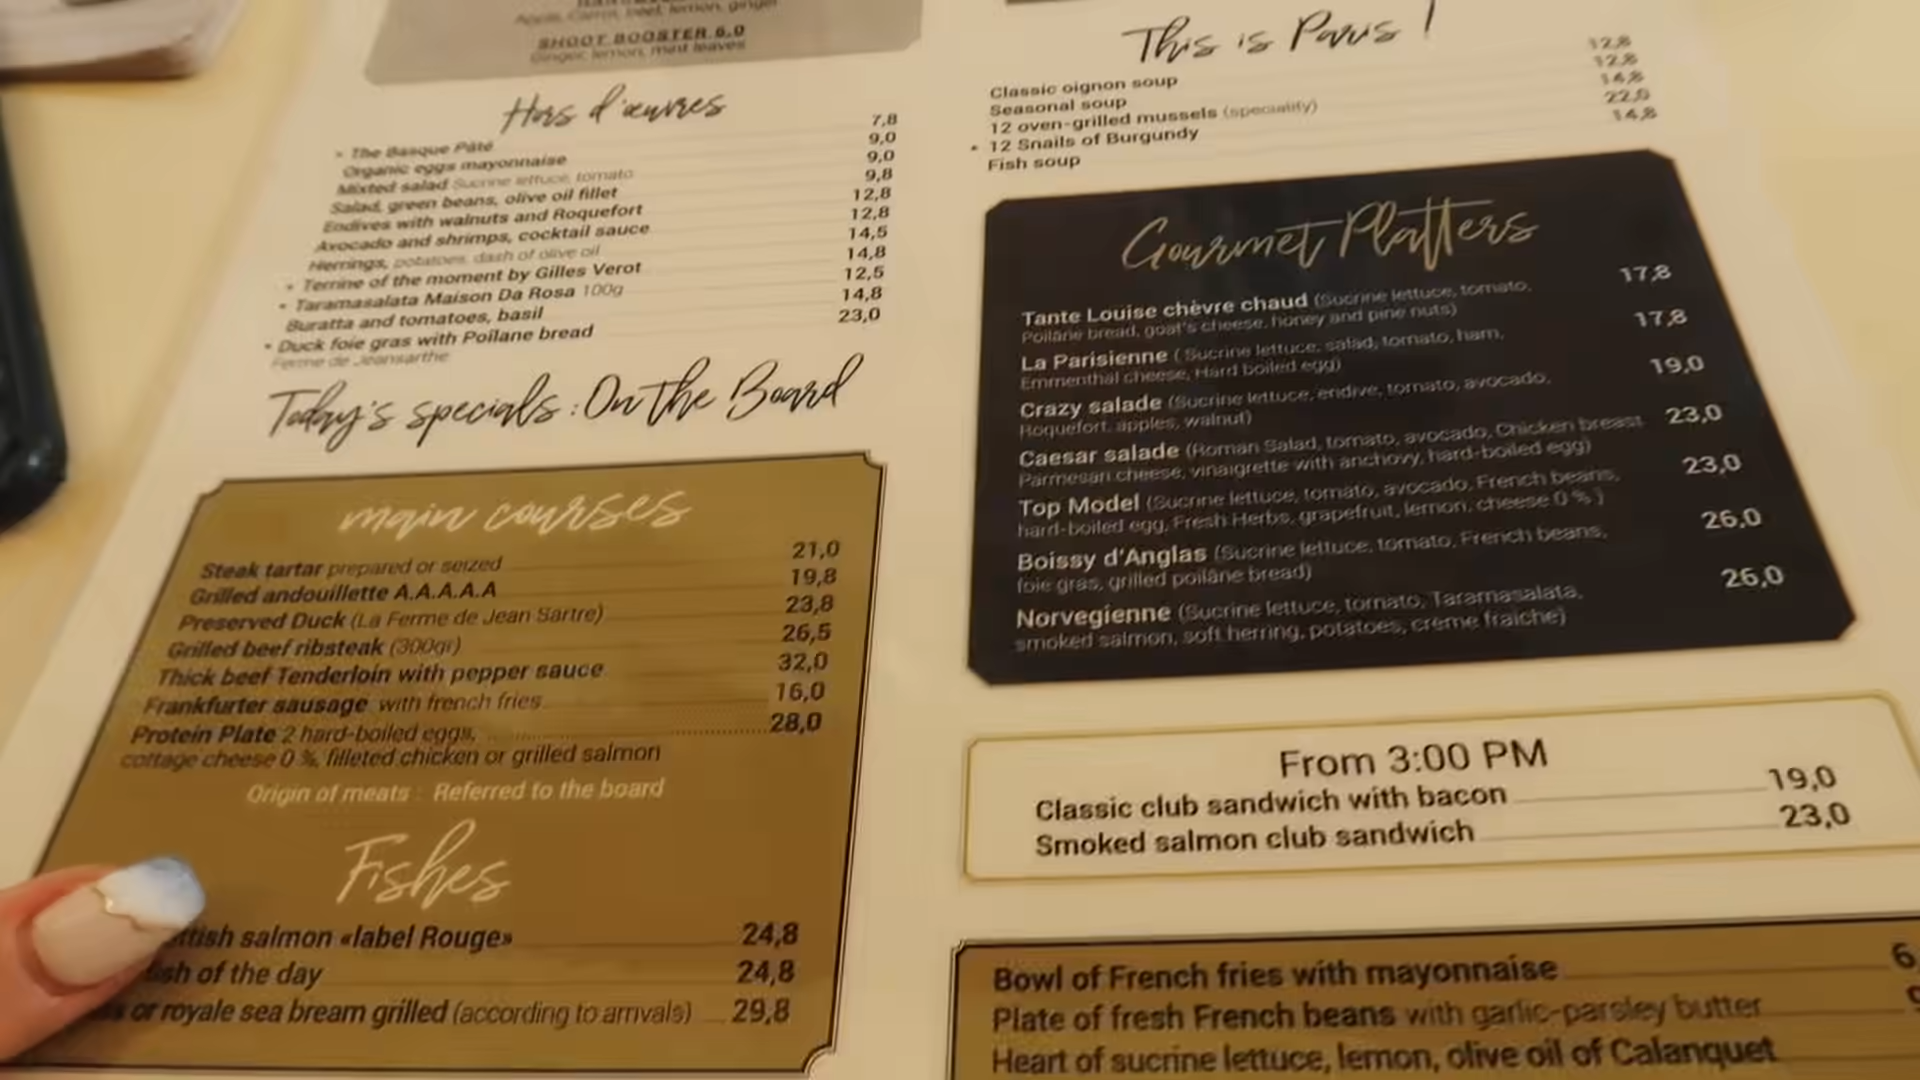 Apple, Carrot, beet, lemon, ginger
SHOOT BOOSTER 6.0
Ginger, lemon, mint leaves
Hors d'œuvres
• The Basque Pâté 7,8
Organic eggs mayonnaise 9,0
Mixted salad Sucrine lettuce, tomato 9,0
Salad, green beans, olive oil fillet 9,8
Endives with walnuts and Roquefort 12,8
Avocado and shrimps, cocktail sauce 12,8
Herrings, potatoes, dash of olive oil 14,5
• Terrine of the moment by Gilles Verot 14,8
• Taramasalata Maison Da Rosa 100g 12,5
Buratta and tomatoes, basil 14,8
• Duck foie gras with Poîlane bread 23,0
Ferme de Jeansarthe
Today's specials : On the Board
main courses
Steak tartar prepared or seized 21,0
Grilled andouillette A.A.A.A.A 19,8
Preserved Duck (La Ferme de Jean Sartre) 23,8
Grilled beef ribsteak (300gr) 26,5
Thick beef Tenderloin with pepper sauce 32,0
Frankfurter sausage with french fries 16,0
Protein Plate 2 hard-boiled eggs, 28,0
cottage cheese 0 %, filleted chicken or grilled salmon
Origin of meats : Referred to the board
Fishes
salmon «label Rouge» 24,8
of the day 24,8
or royale sea bream grilled (according to arrivals) 29,8
This is Paris !
Classic oignon soup 12,8
Seasonal soup 12,8
12 oven-grilled mussels (speciality) 14,8
• 12 Snails of Burgundy 22,0
Fish soup 14,8
Gourmet Platters
Tante Louise chèvre chaud (Sucrine lettuce, tomato, 17,8
Poilâne bread, goat's cheese, honey and pine nuts)
La Parisienne ( Sucrine lettuce, salad, tomato, ham, 17,8
Emmenthal cheese, Hard boiled egg)
Crazy salade (Sucrine lettuce, endive, tomato, avocado, 19,0
Roquefort, apples, walnut)
Caesar salade (Roman Salad, tomato, avocado, Chicken breast 23,0
Parmesan cheese, vinaigrette with anchovy, hard-boiled egg)
Top Model (Sucrine lettuce, tomato, avocado, French beans, 23,0
hard-boiled egg, Fresh Herbs, grapefruit, lemon, cheese 0 % )
Boissy d'Anglas (Sucrine lettuce, tomato, French beans, 26,0
foie gras, grilled poilâne bread)
Norvegienne (Sucrine lettuce, tomato, Taramasalata, 26,0
smoked salmon, soft herring, potatoes, creme fraiche)
From 3:00 PM
Classic club sandwich with bacon 19,0
Smoked salmon club sandwich 23,0
Bowl of French fries with mayonnaise 6,
Plate of fresh French beans with garlic-parsley butter
Heart of sucrine lettuce, lemon, olive oil of Calanquet